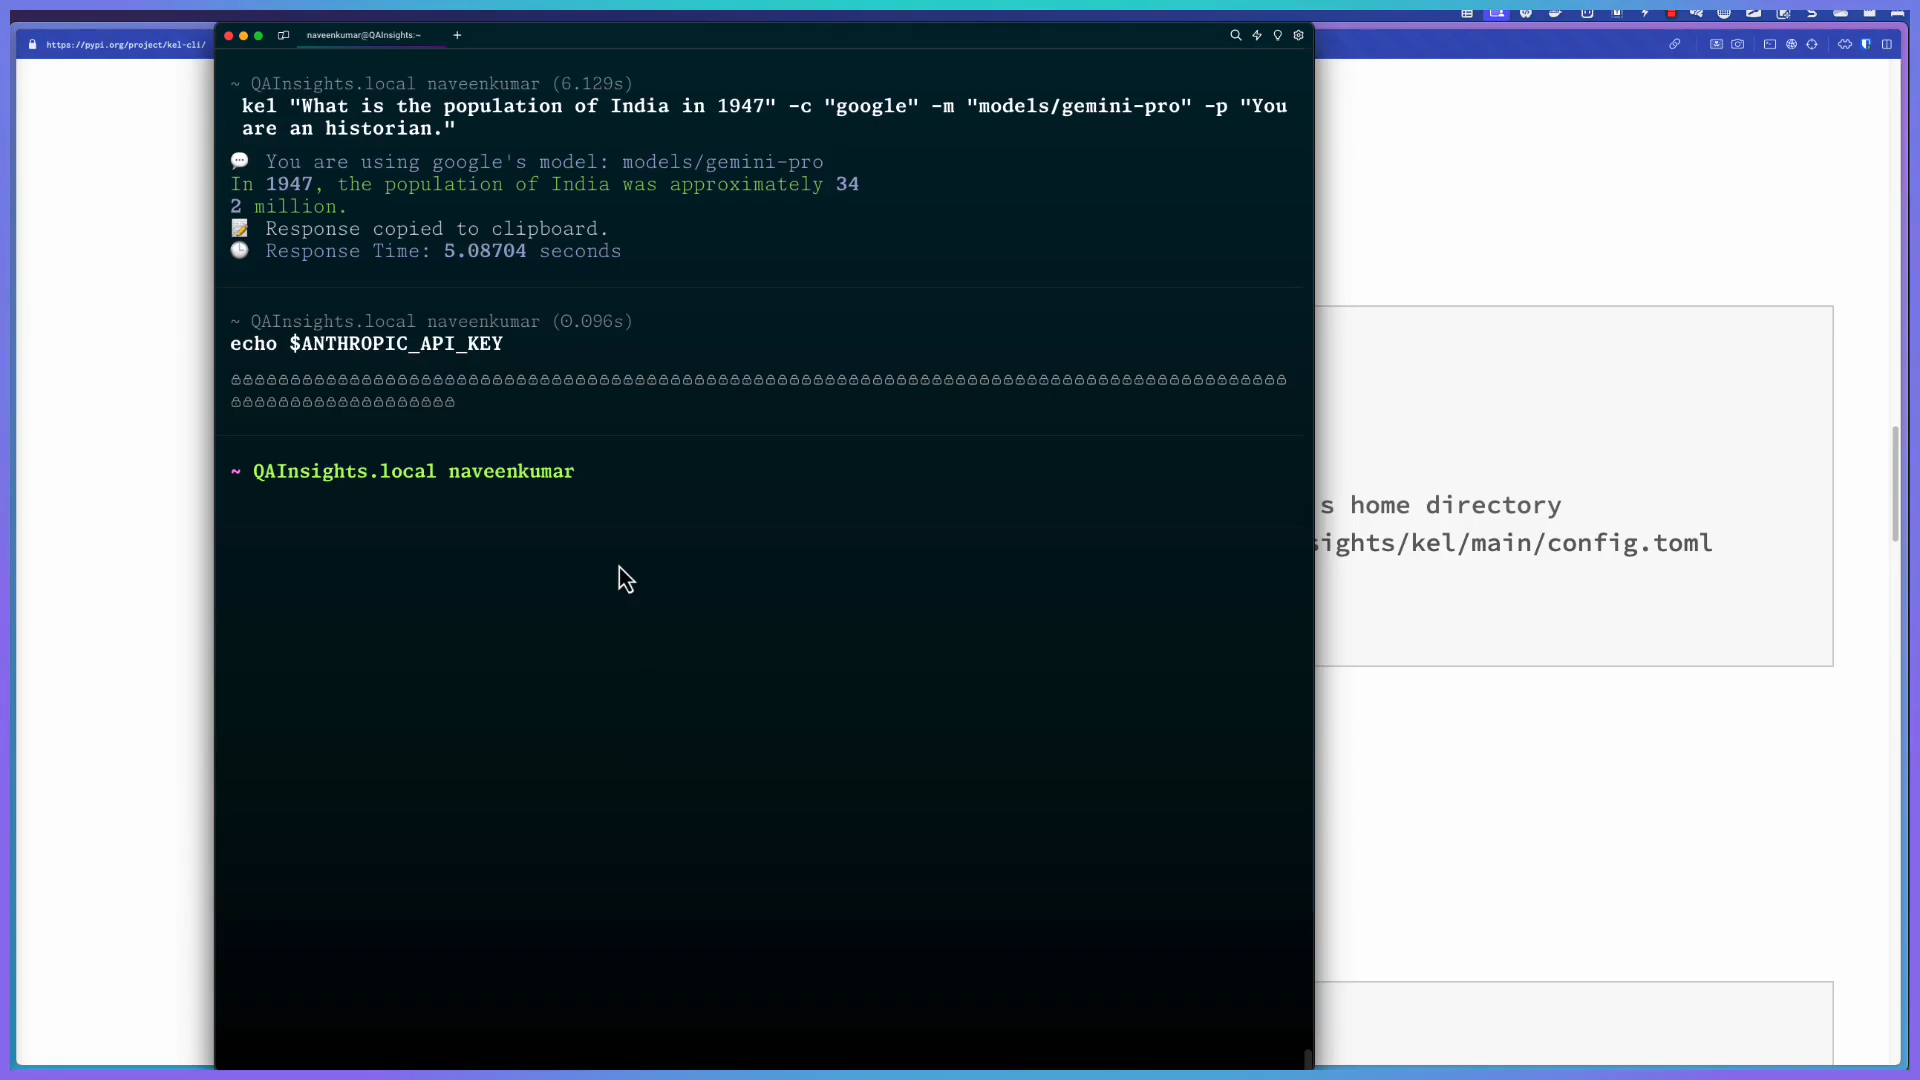 https://pypi.org/project/kel-cli/
naveenkumar@QAInsights:~
~ QAInsights.local naveenkumar (6.129s)
kel "What is the population of India in 1947" -c "google" -m "models/gemini-pro" -p "You
are an historian."
You are using google's model: models/gemini-pro
In 1947, the population of India was approximately 34
2 million.
Response copied to clipboard.
Response Time: 5.08704 seconds
~ QAInsights.local naveenkumar (0.096s)
echo $ANTHROPIC_API_KEY
~ QAInsights.local naveenkumar
s home directory
sights/kel/main/config.toml